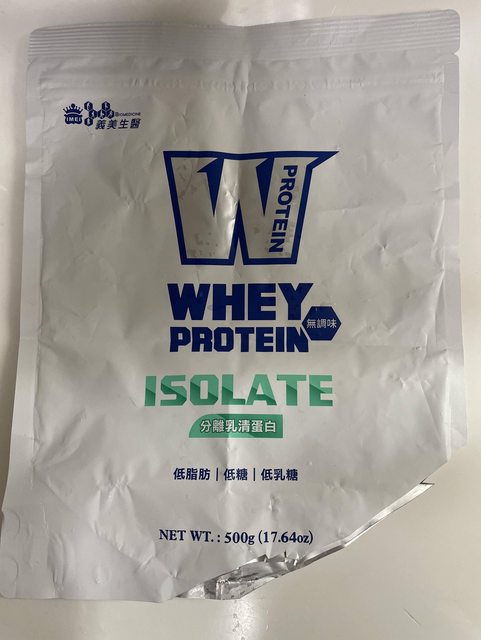 IMEI
BIOMEDICINE
義美生醫
PROTEIN
W
WHEY
PROTEIN
無調味
ISOLATE
分離乳清蛋白
低脂肪 | 低糖 | 低乳糖
NET WT. : 500g (17.64oz)